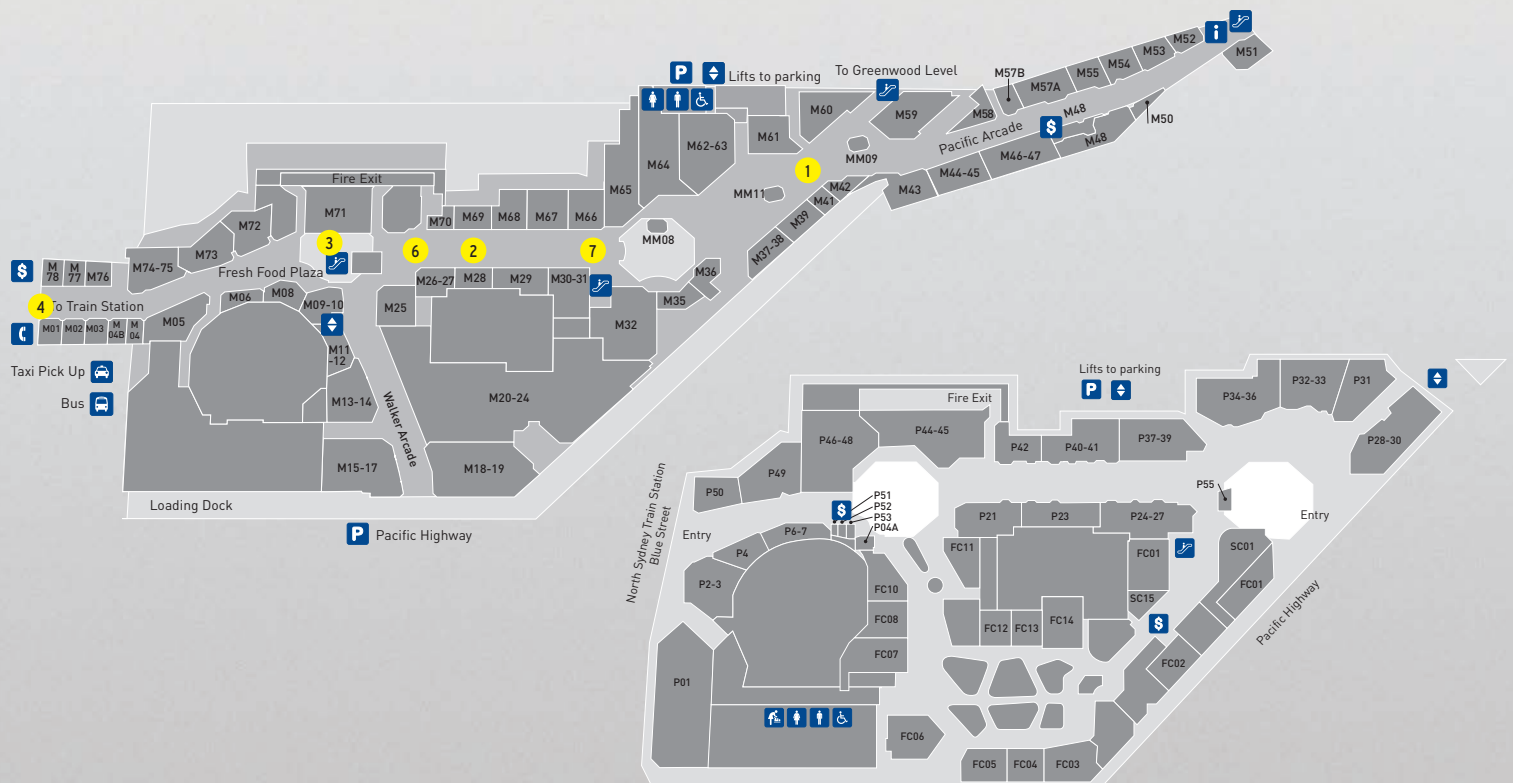 M52
M51
M53
M54
M55
M57A
M57B
M58
To Greenwood Level
P
Lifts to parking
M60
M59
M61
M62-63
M64
M65
MM09
Pacific Arcade
$
M48
M48
M50
M46-47
M44-45
M43
M42
M41
M39
M37-38
MM11
1
MM08
Fire Exit
M71
M72
M73
M74-75
M70
M69
M68
M67
M66
3
6
2
7
Fresh Food Plaza
$
M
78
M
77
M76
4
To Train Station
M01
M02
M03
M
04B
M
04
M05
M06
M08
M09-10
M11
-12
M13-14
M15-17
M25
M26-27
M28
M29
M30-31
M32
M35
M36
M20-24
M18-19
Walker Arcade
Taxi Pick Up
Bus
Loading Dock
P
Pacific Highway
Lifts to parking
P
Fire Exit
P46-48
P44-45
P42
P40-41
P37-39
P34-36
P32-33
P31
P28-30
P49
P50
North Sydney Train Station
Blue Street
Entry
$
P51
P52
P53
P04A
P6-7
P4
P2-3
P01
P21
P23
P24-27
P55
Entry
FC11
FC01
SC15
$
SC01
FC01
FC02
Pacific Highway
FC10
FC08
FC07
FC12
FC13
FC14
FC06
FC05
FC04
FC03